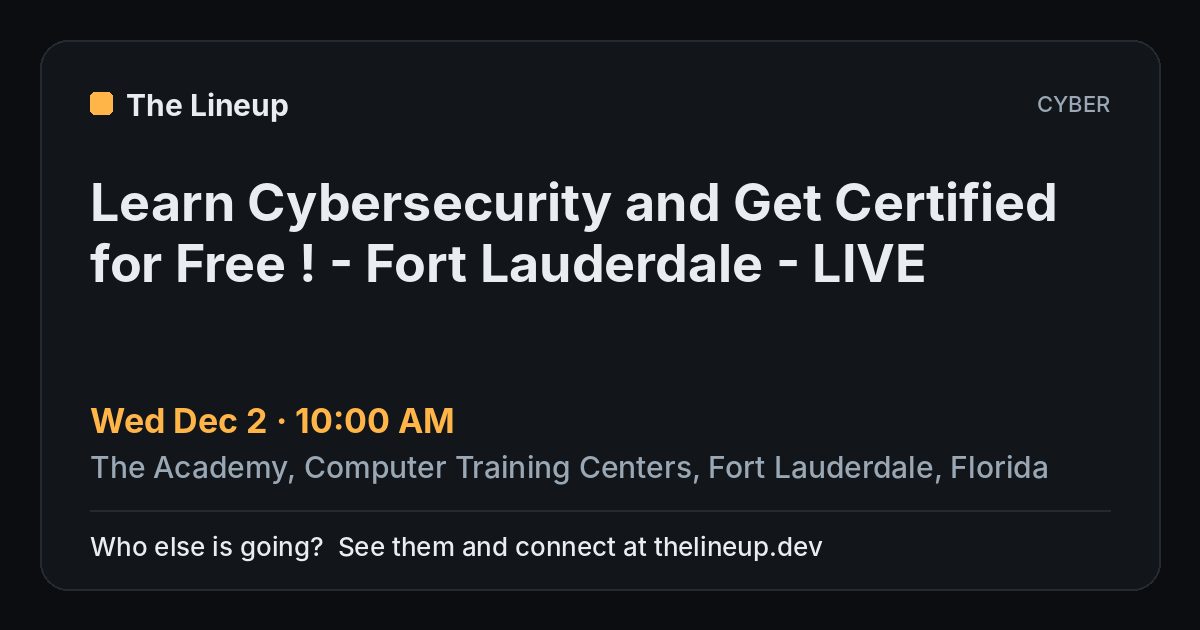 The Lineup
CYBER
Learn Cybersecurity and Get Certified
for Free ! - Fort Lauderdale - LIVE
Wed Dec 2 · 10:00 AM
The Academy, Computer Training Centers, Fort Lauderdale, Florida
Who else is going?  See them and connect at thelineup.dev